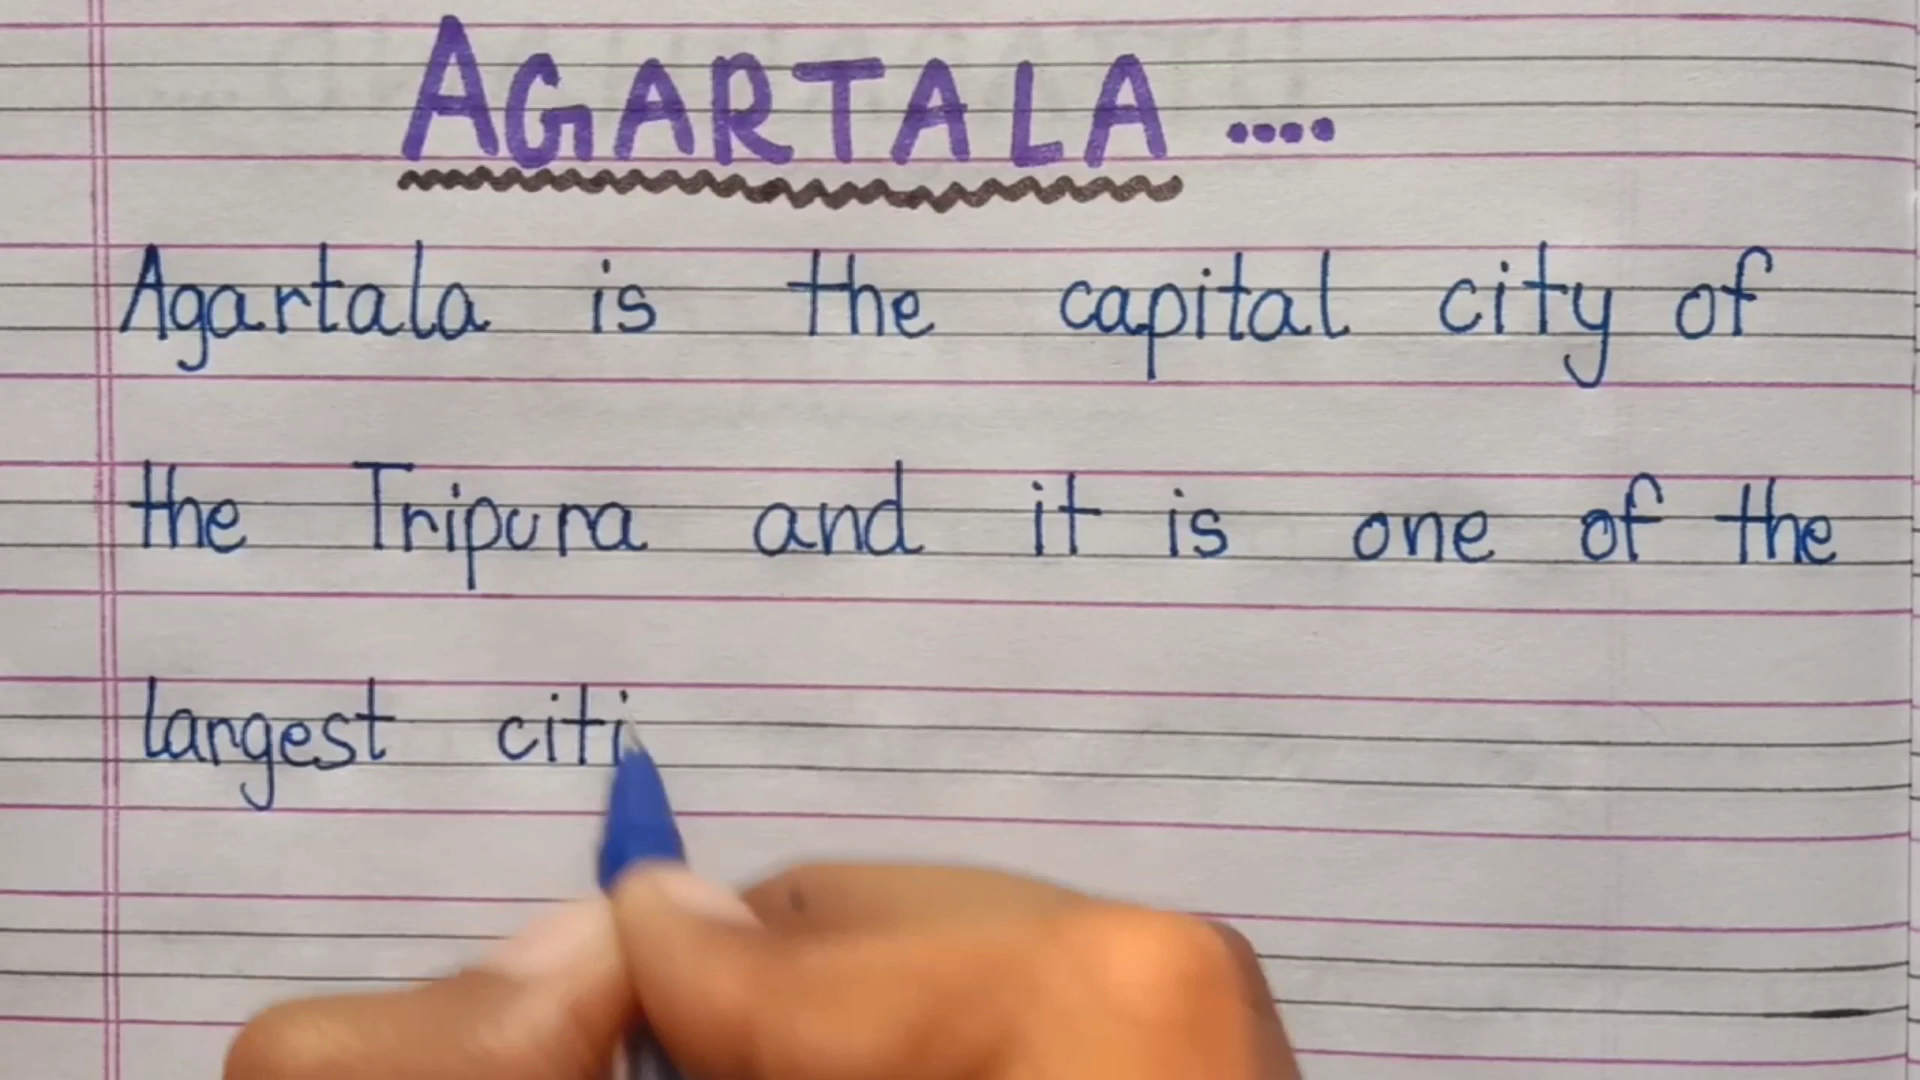 AGARTALA ....
Agartala is the capital city of
the Tripura and it is one of the
largest citi